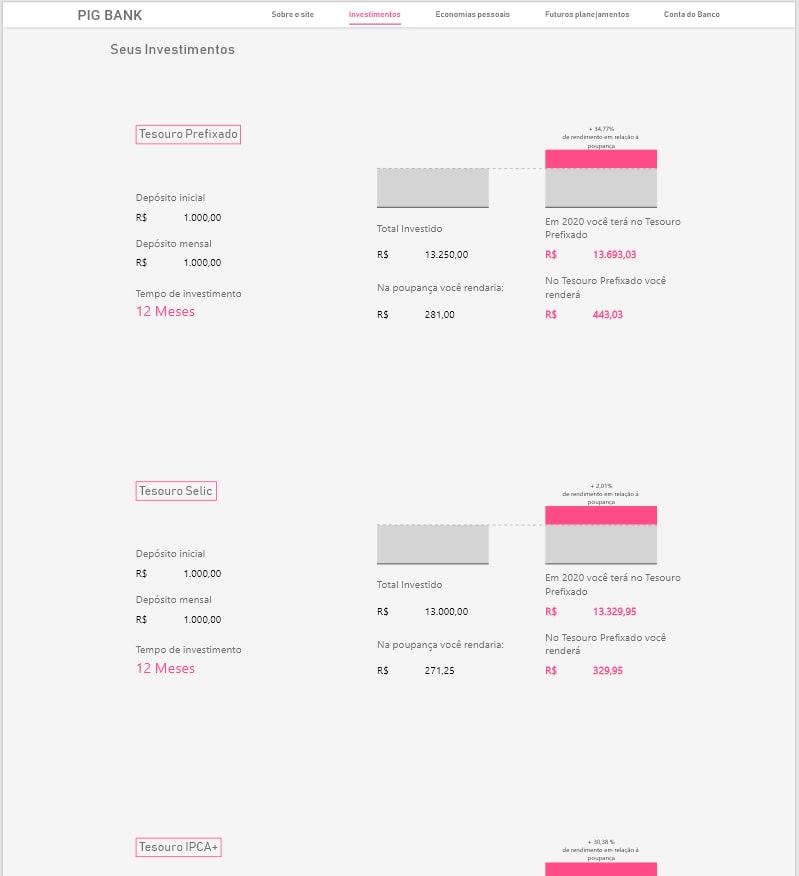 PIG BANK
Sobre o site
Investimentos
Economias pessoais
Futuros planejamentos
Conta do Banco
Seus Investimentos
Tesouro Prefixado
Depósito inicial
R$ 1.000,00
Depósito mensal
R$ 1.000,00
Tempo de investimento
12 Meses
Total Investido
R$ 13.250,00
Na poupança você rendaria:
R$ 281,00
+ 34,77%
de rendimento em relação à
poupança
Em 2020 você terá no Tesouro
Prefixado
R$ 13.693,03
No Tesouro Prefixado você
renderá
R$ 443,03
Tesouro Selic
Depósito inicial
R$ 1.000,00
Depósito mensal
R$ 1.000,00
Tempo de investimento
12 Meses
Total Investido
R$ 13.000,00
Na poupança você rendaria:
R$ 271,25
+ 2,01%
de rendimento em relação à
poupança
Em 2020 você terá no Tesouro
Prefixado
R$ 13.329,95
No Tesouro Prefixado você
renderá
R$ 329,95
Tesouro IPCA+
+ 30,38 %
de rendimento em relação à
poupança